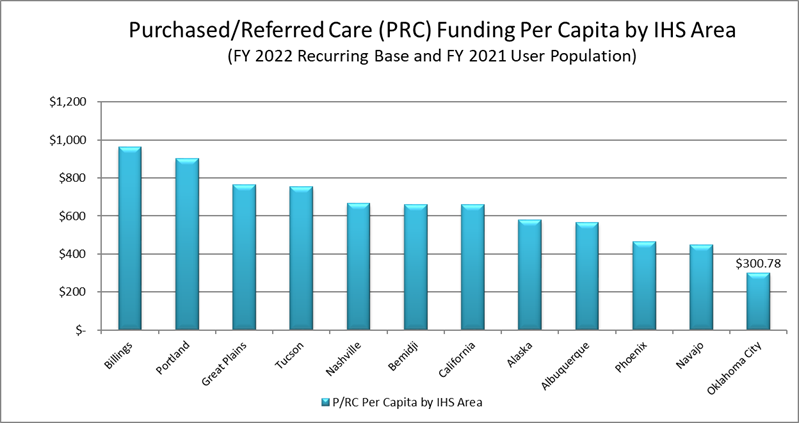 Purchased/Referred Care (PRC) Funding Per Capita by IHS Area
(FY 2022 Recurring Base and FY 2021 User Population)
$1,200
$1,000
$800
$600
$400
$200
$-
$300.78
Billings
Portland
Great Plains
Tucson
Nashville
Bemidji
California
Alaska
Albuquerque
Phoenix
Navajo
Oklahoma City
P/RC Per Capita by IHS Area